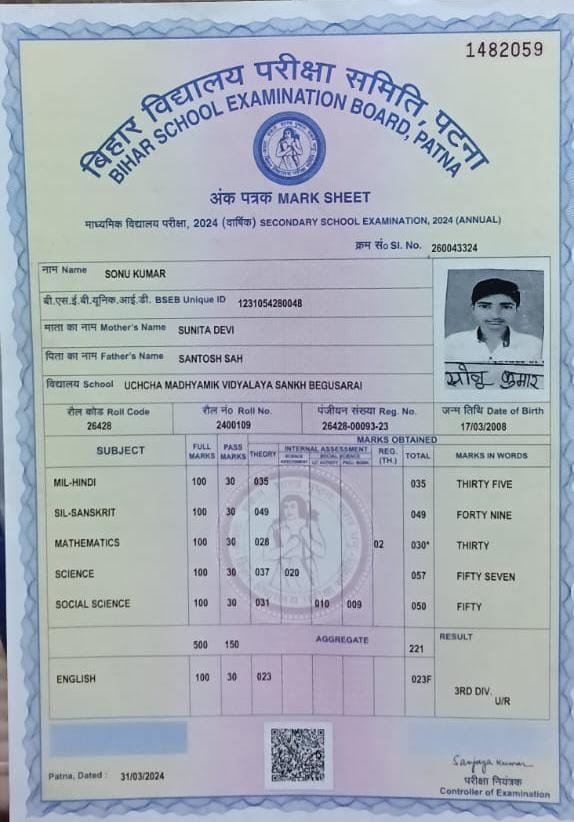 1482059
बिहार विद्यालय परीक्षा समिति, पटना
BIHAR SCHOOL EXAMINATION BOARD, PATNA
अंक पत्रक MARK SHEET
माध्यमिक विद्यालय परीक्षा, 2024 (वार्षिक) SECONDARY SCHOOL EXAMINATION, 2024 (ANNUAL)
क्रम सं० Sl. No. 260043324
नाम Name SONU KUMAR
बी.एस.ई.बी.यूनिक.आई.डी. BSEB Unique ID 1231054280048
माता का नाम Mother's Name SUNITA DEVI
पिता का नाम Father's Name SANTOSH SAH
सोनु कुमार
विद्यालय School UCHCHA MADHYAMIK VIDYALAYA SANKH BEGUSARAI
रौल कोड Roll Code रौल नं० Roll No. पंजीयन संख्या Reg. No. जन्म तिथि Date of Birth
26428 2400109 26428-00093-23 17/03/2008
MARKS OBTAINED
SUBJECT FULL MARKS PASS MARKS THEORY INTERNAL ASSESSMENT REG. (TH.) TOTAL MARKS IN WORDS
SCIENCE SOCIAL SCIENCE
MIL-HINDI 100 30 035 035 THIRTY FIVE
SIL-SANSKRIT 100 30 049 049 FORTY NINE
MATHEMATICS 100 30 028 02 030* THIRTY
SCIENCE 100 30 037 020 057 FIFTY SEVEN
SOCIAL SCIENCE 100 30 031 010 009 050 FIFTY
500 150 AGGREGATE 221 RESULT
ENGLISH 100 30 023 023F
3RD DIV.
U/R
Sanjaya Kumar
Patna, Dated : 31/03/2024
परीक्षा नियंत्रक
Controller of Examination